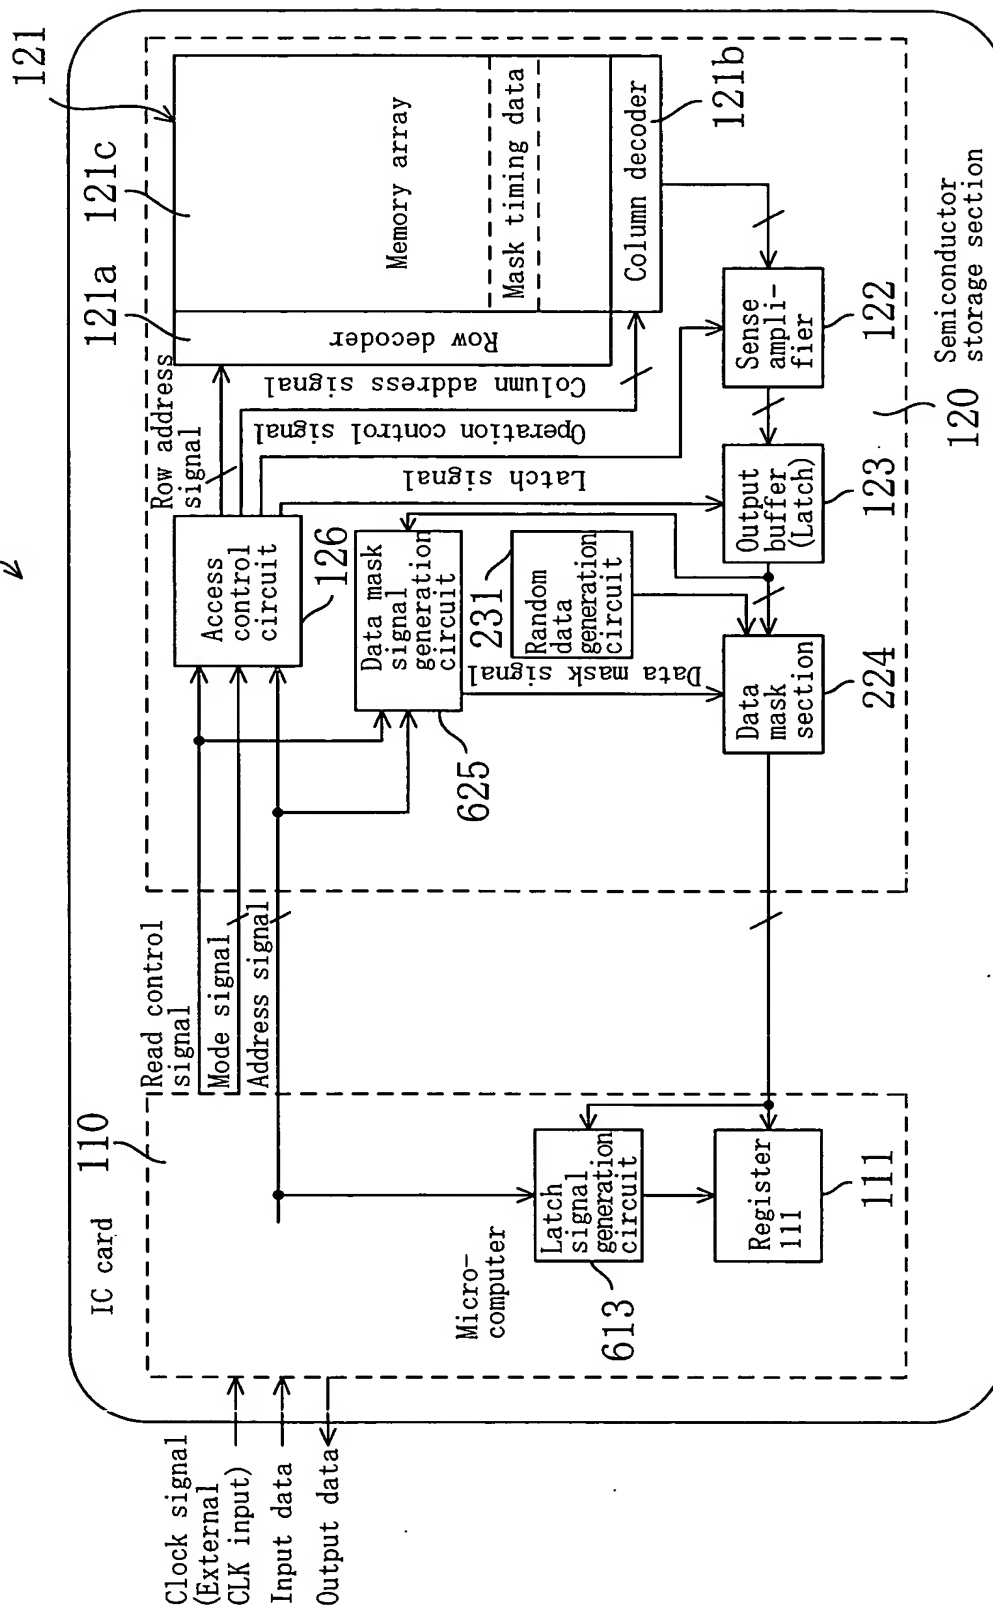 IC card
110
121
121a
121c
Clock signal
(External
CLK input)
Input data
Output data
Read control
signal
Mode signal
Address signal
Row address
signal
Access
control
circuit
126
Column address signal
Operation control signal
Latch signal
Row decoder
Memory array
Mask timing data
Column decoder
121b
Data mask
signal
generation
circuit
625
231
Random
data
generation
circuit
Data mask signal
Micro-
computer
Latch
signal
generation
circuit
613
Register
111
111
Data
mask
section
224
Output
buffer
(Latch)
123
Sense
ampli-
fier
122
120
Semiconductor
storage section